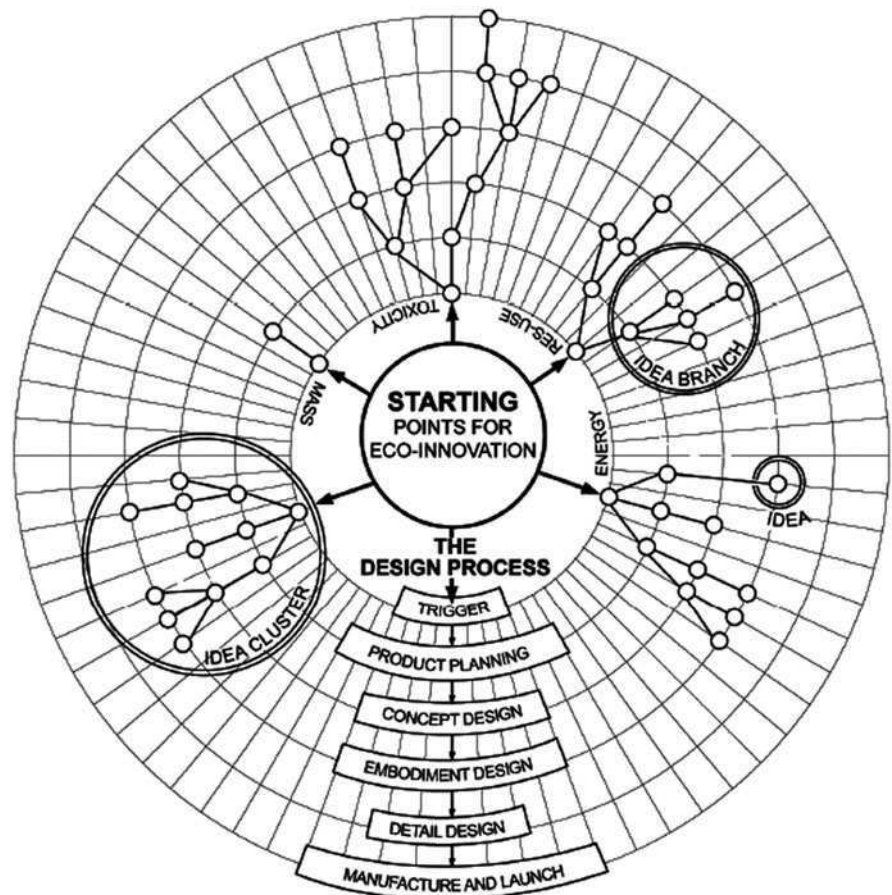 TOXICITY
RES-USE
MASS
ENERGY
STARTING
POINTS FOR
ECO-INNOVATION
IDEA BRANCH
IDEA
IDEA CLUSTER
THE
DESIGN PROCESS
TRIGGER
PRODUCT PLANNING
CONCEPT DESIGN
EMBODIMENT DESIGN
DETAIL DESIGN
MANUFACTURE AND LAUNCH